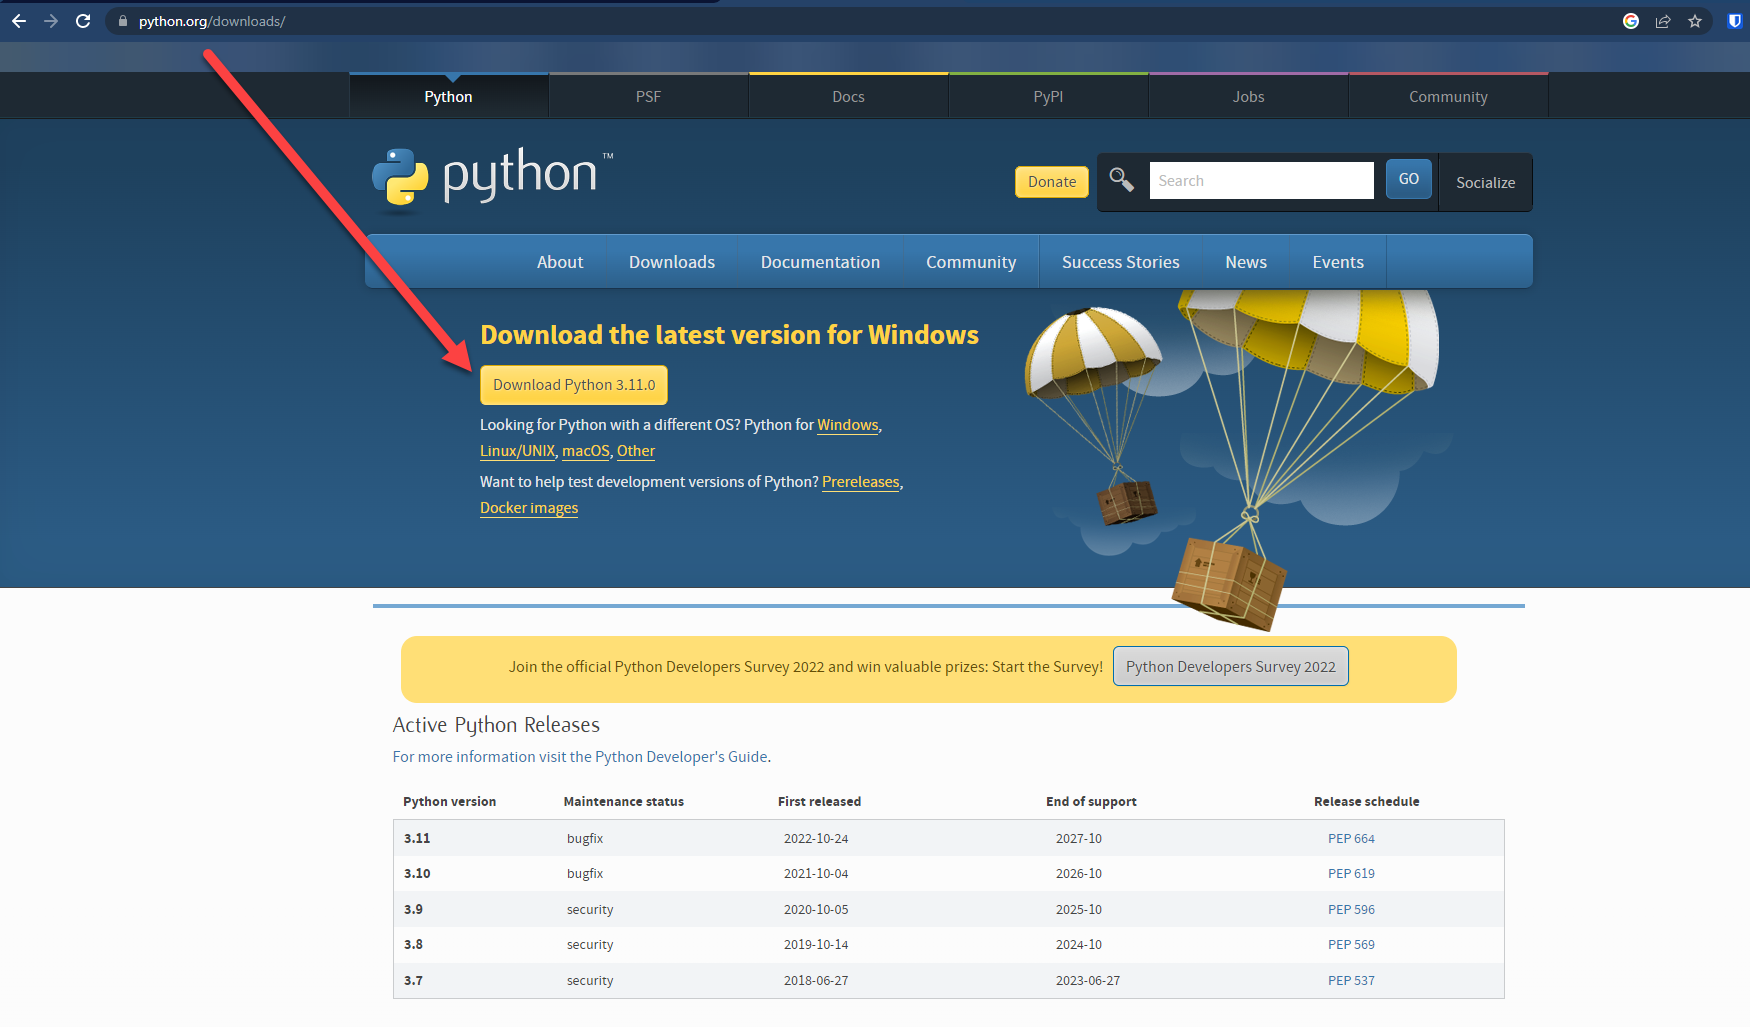 python.org/downloads/
Python PSF Docs PyPI Jobs Community
python™
Donate Search GO Socialize
About Downloads Documentation Community Success Stories News Events
Download the latest version for Windows
Download Python 3.11.0
Looking for Python with a different OS? Python for Windows,
Linux/UNIX, macOS, Other
Want to help test development versions of Python? Prereleases,
Docker images
Join the official Python Developers Survey 2022 and win valuable prizes: Start the Survey! Python Developers Survey 2022
Active Python Releases
For more information visit the Python Developer's Guide.
Python version Maintenance status First released End of support Release schedule
3.11 bugfix 2022-10-24 2027-10 PEP 664
3.10 bugfix 2021-10-04 2026-10 PEP 619
3.9 security 2020-10-05 2025-10 PEP 596
3.8 security 2019-10-14 2024-10 PEP 569
3.7 security 2018-06-27 2023-06-27 PEP 537